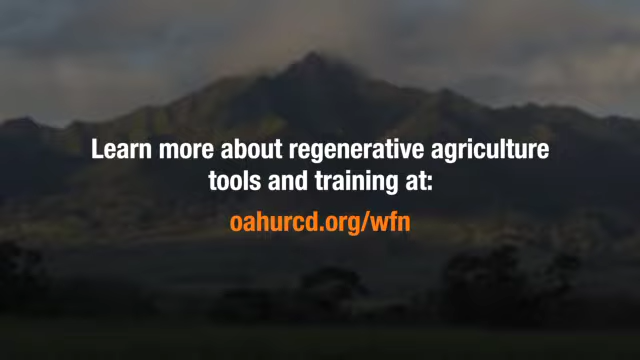 Learn more about regenerative agriculture
tools and training at:
oahurcd.org/wfn